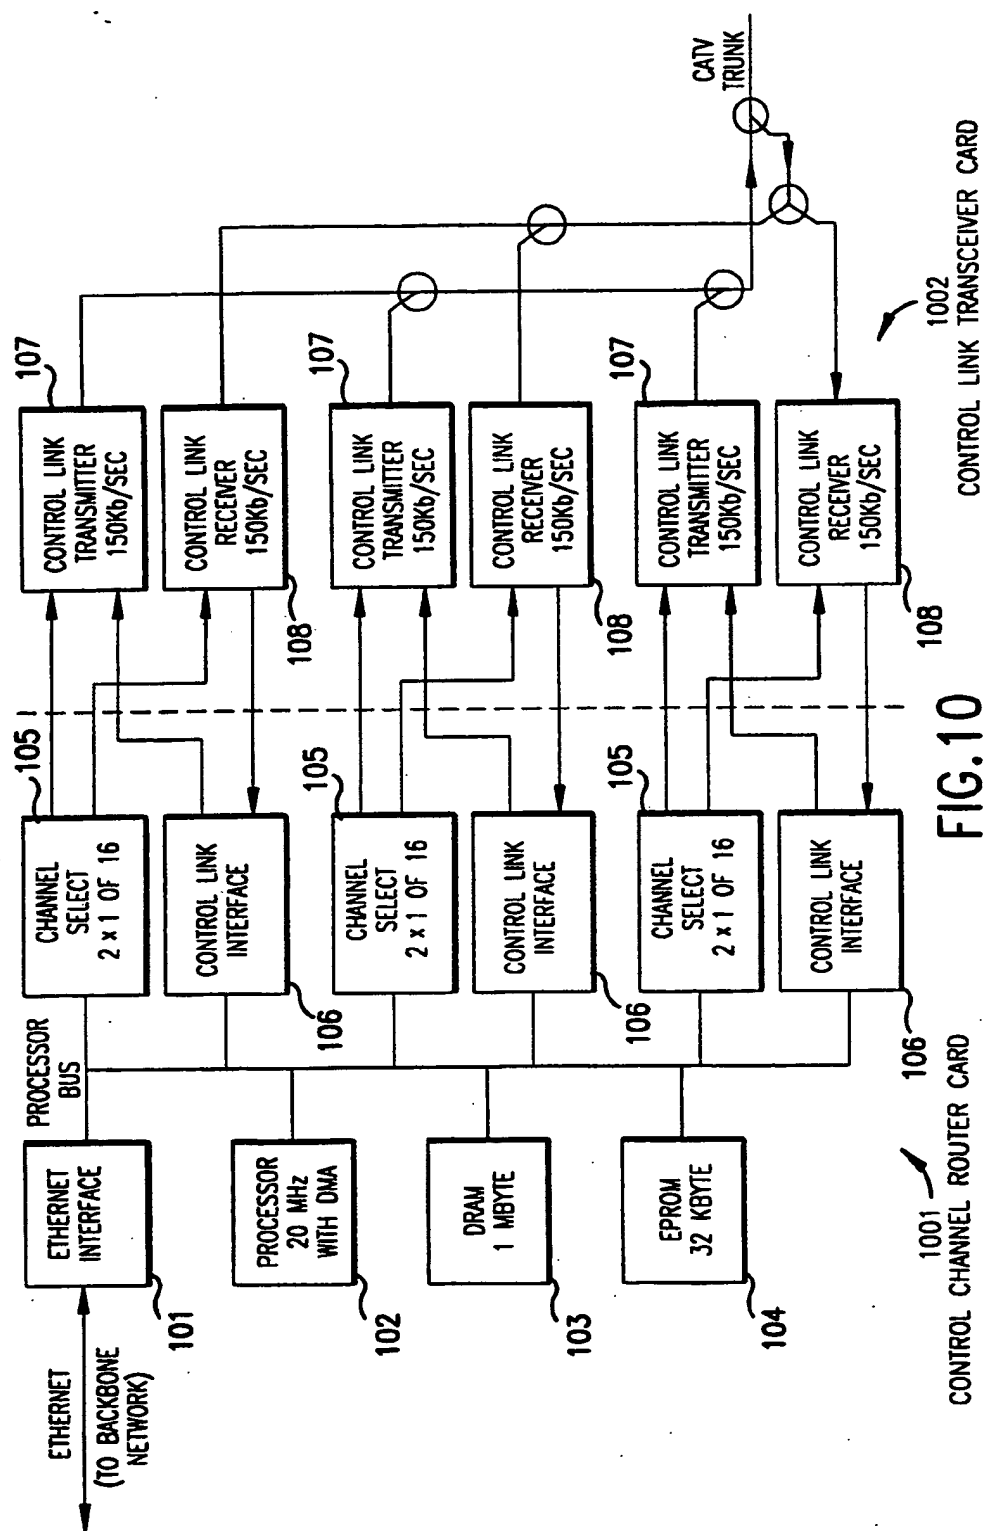 ETHERNET
(TO BACKBONE
NETWORK)
ETHERNET
INTERFACE
101
PROCESSOR
BUS
PROCESSOR
20 MHz
WITH DMA
102
DRAM
1 MBYTE
103
EPROM
32 KBYTE
104
CHANNEL
SELECT
2 x 1 OF 16
105
CONTROL LINK
INTERFACE
106
CHANNEL
SELECT
2 x 1 OF 16
105
CONTROL LINK
INTERFACE
106
CHANNEL
SELECT
2 x 1 OF 16
105
CONTROL LINK
INTERFACE
106
CONTROL LINK
TRANSMITTER
150Kb/SEC
107
CONTROL LINK
RECEIVER
150Kb/SEC
108
CONTROL LINK
TRANSMITTER
150Kb/SEC
107
CONTROL LINK
RECEIVER
150Kb/SEC
108
CONTROL LINK
TRANSMITTER
150Kb/SEC
107
CONTROL LINK
RECEIVER
150Kb/SEC
108
CATV
TRUNK
1001
CONTROL CHANNEL ROUTER CARD
1002
CONTROL LINK TRANSCEIVER CARD
FIG.10